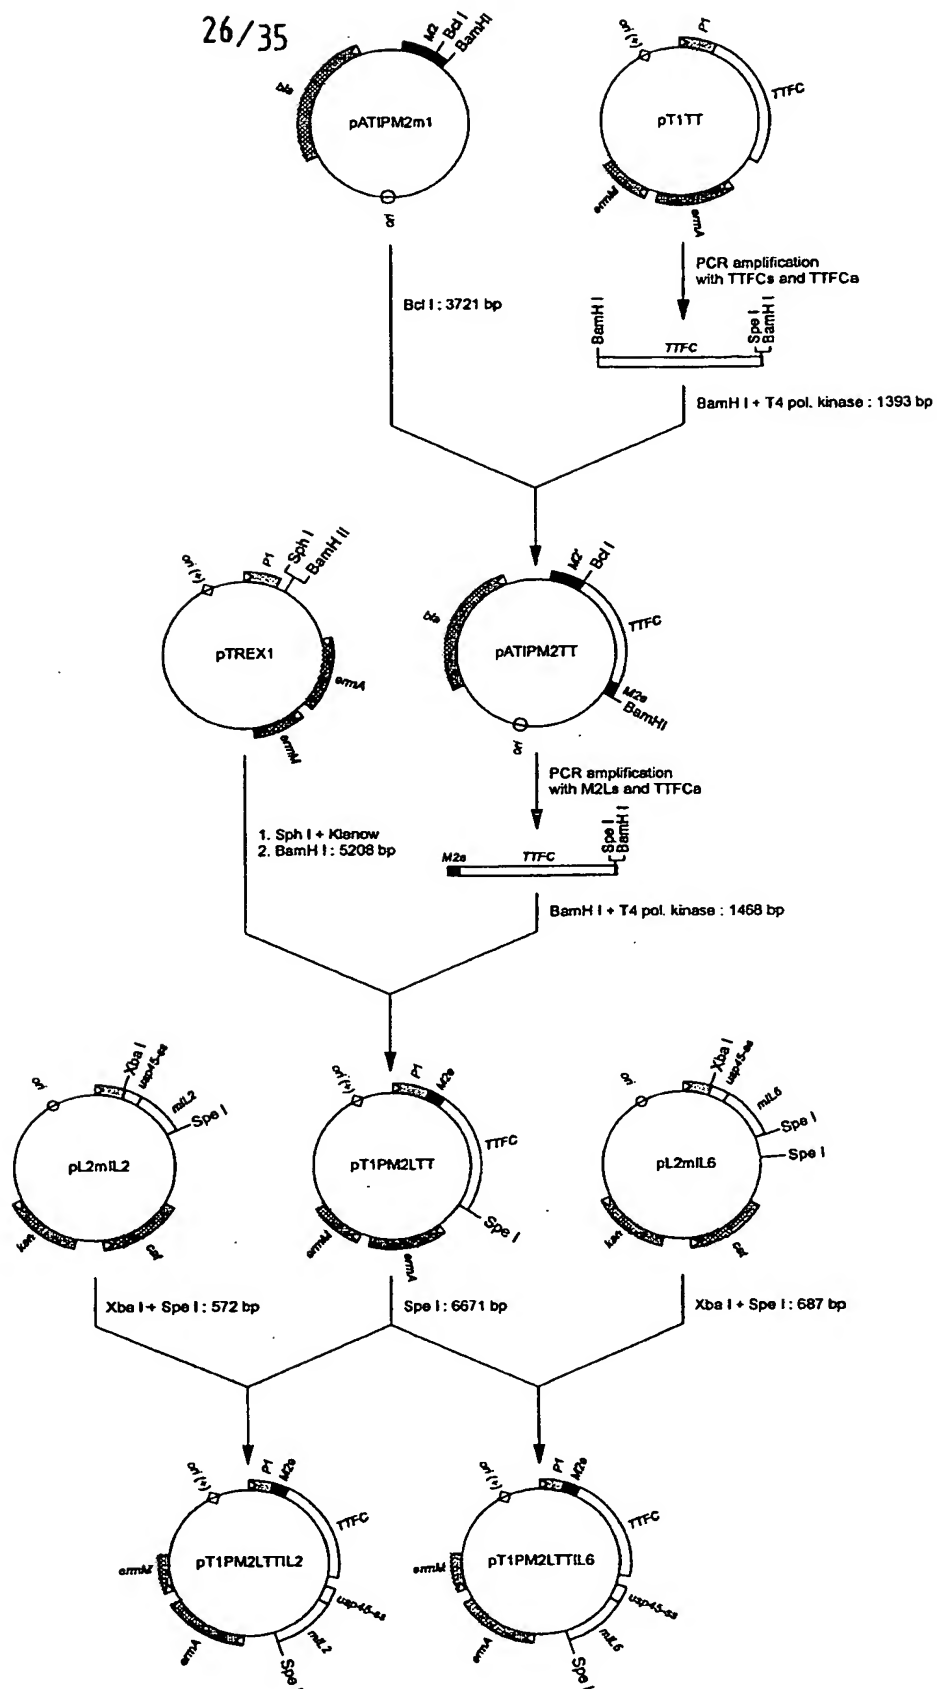 26/35
M2
Bcl I
BamHI
bla
pATIPM2m1
ori
ori (+)
P1
TTFC
pT1TT
ermM
ermA
PCR amplification
with TTFCs and TTFCa
Bcl I : 3721 bp
BamH I
TTFC
Spe I
BamH I
BamH I + T4 pol. kinase : 1393 bp
ori (+)
P1
Sph I
BamH II
pTREX1
ermA
ermM
bla
M2'
Bcl I
TTFC
pATIPM2TT
M2e
BamHI
ori
PCR amplification
with M2Ls and TTFCa
1. Sph I + Klenow
2. BamH I : 5208 bp
M2e
TTFC
Spe I
BamH I
BamH I + T4 pol. kinase : 1468 bp
ori
Xba I
usp45-ss
mIL2
Spe I
pL2mIL2
cat
ori (+)
P1
M2e
TTFC
pT1PM2LTT
Spe I
ermM
ermA
ori
Xba I
usp45-ss
mIL6
Spe I
Spe I
pL2mIL6
cat
Xba I + Spe I : 572 bp
Spe I : 6671 bp
Xba I + Spe I : 687 bp
ori (+)
P1
M2e
TTFC
pT1PM2LTTIL2
ermM
ermA
usp45-ss
mIL2
Spe I
ori (+)
P1
M2e
TTFC
pT1PM2LTTIL6
ermM
ermA
usp45-ss
mIL6
Spe I